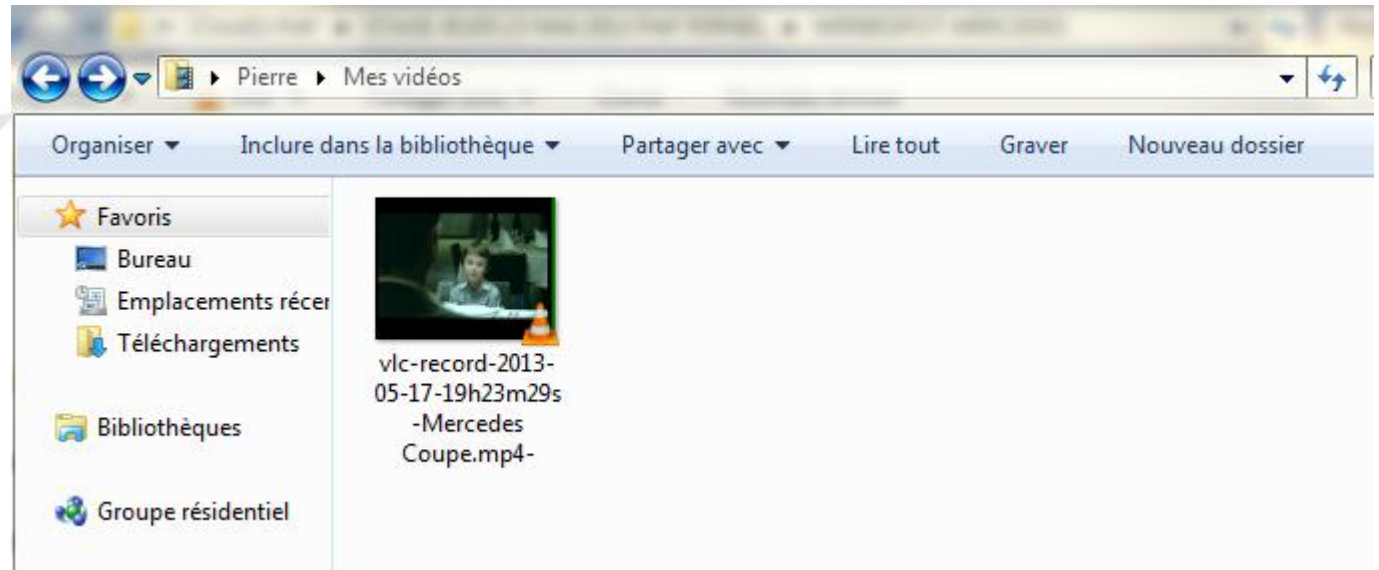 Pierre Mes vidéos
Organiser Inclure dans la bibliothèque Partager avec Lire tout Graver Nouveau dossier
Favoris
Bureau
Emplacements récer
Téléchargements
Bibliothèques
Groupe résidentiel
vlc-record-2013-
05-17-19h23m29s
-Mercedes
Coupe.mp4-